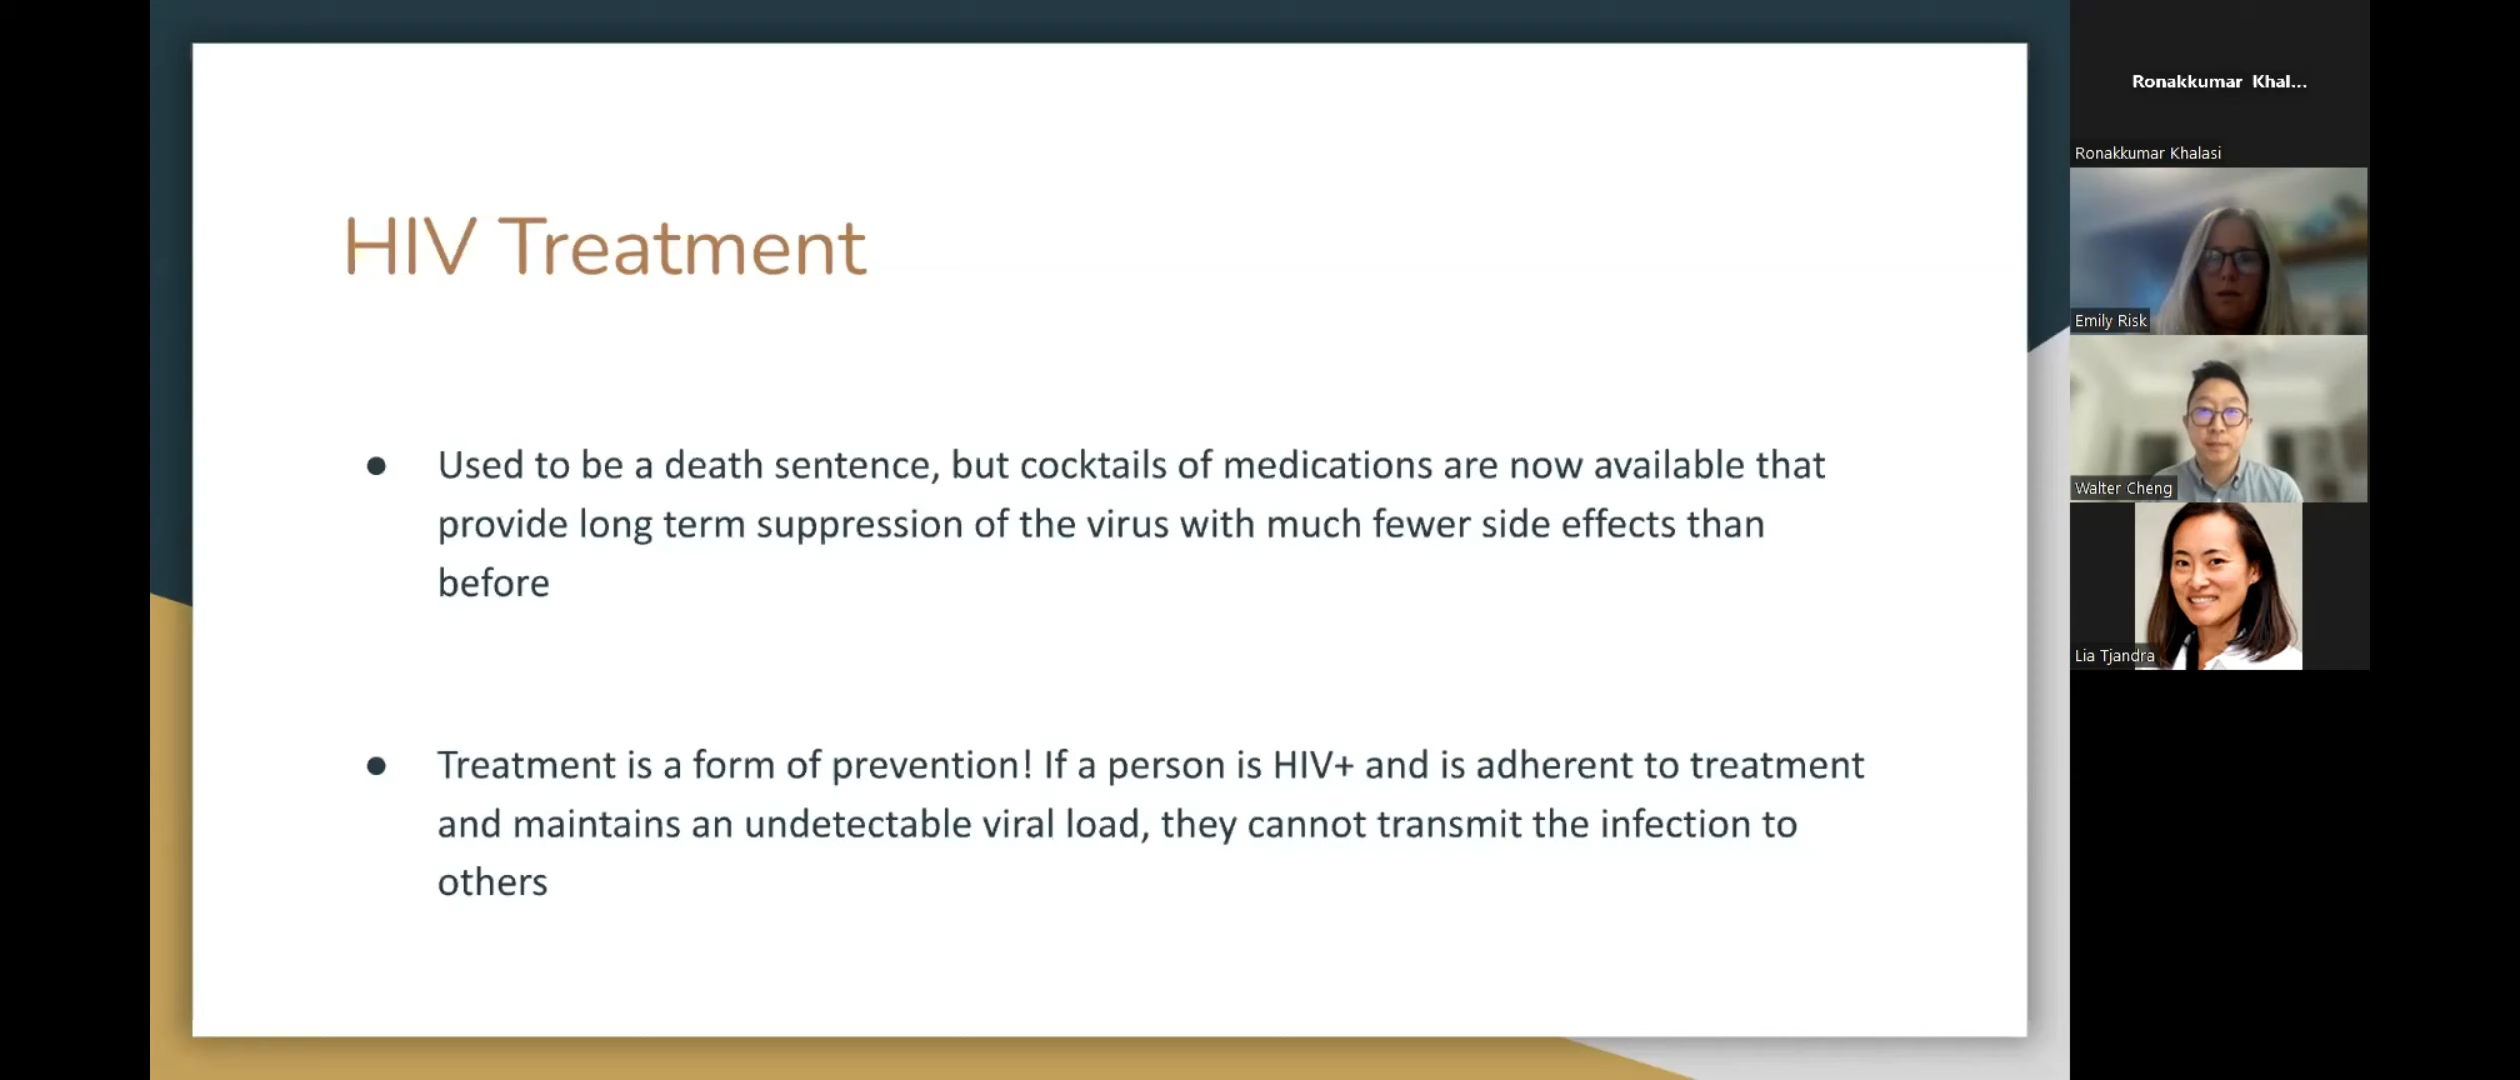 HIV Treatment
● Used to be a death sentence, but cocktails of medications are now available that
provide long term suppression of the virus with much fewer side effects than
before
● Treatment is a form of prevention! If a person is HIV+ and is adherent to treatment
and maintains an undetectable viral load, they cannot transmit the infection to
others
Ronakkumar Khal...
Ronakkumar Khalasi
Emily Risk
Walter Cheng
Lia Tjandra